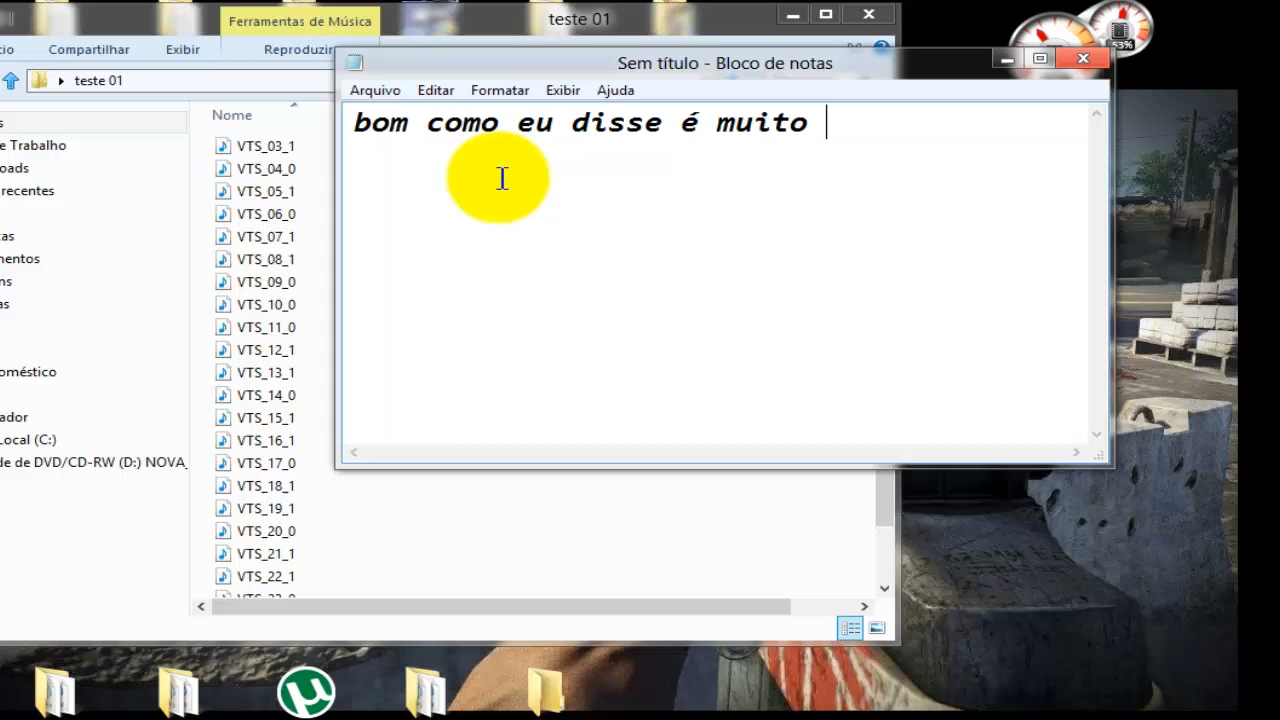 Ferramentas de Música
teste 01
cio
Compartilhar
Exibir
Reproduzir
teste 01
Sem título - Bloco de notas
Arquivo
Editar
Formatar
Exibir
Ajuda
bom como eu disse é muito
53%
Nome
s
e Trabalho
oads
recentes
tas
mentos
ns
as
oméstico
ador
Local (C:)
de de DVD/CD-RW (D:) NOVA_
VTS_03_1
VTS_04_0
VTS_05_1
VTS_06_0
VTS_07_1
VTS_08_1
VTS_09_0
VTS_10_0
VTS_11_0
VTS_12_1
VTS_13_1
VTS_14_0
VTS_15_1
VTS_16_1
VTS_17_0
VTS_18_1
VTS_19_1
VTS_20_0
VTS_21_1
VTS_22_1